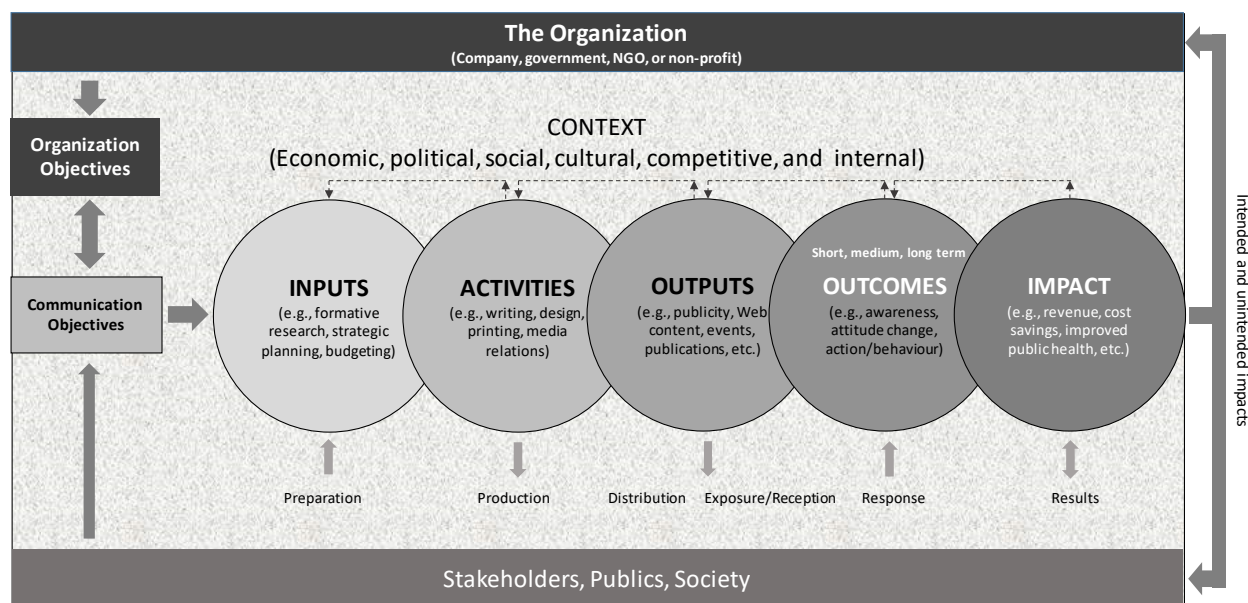 The Organization
(Company, government, NGO, or non-profit)
Organization
Objectives
CONTEXT
(Economic, political, social, cultural, competitive, and internal)
Communication
Objectives
INPUTS
(e.g., formative
research, strategic
planning, budgeting)
ACTIVITIES
(e.g., writing, design,
printing, media
relations)
OUTPUTS
(e.g., publicity, Web
content, events,
publications, etc.)
Short, medium, long term
OUTCOMES
(e.g., awareness,
attitude change,
action/behaviour)
IMPACT
(e.g., revenue, cost
savings, improved
public health, etc.)
Intended and unintended impacts
Preparation
Production
Distribution
Exposure/Reception
Response
Results
Stakeholders, Publics, Society